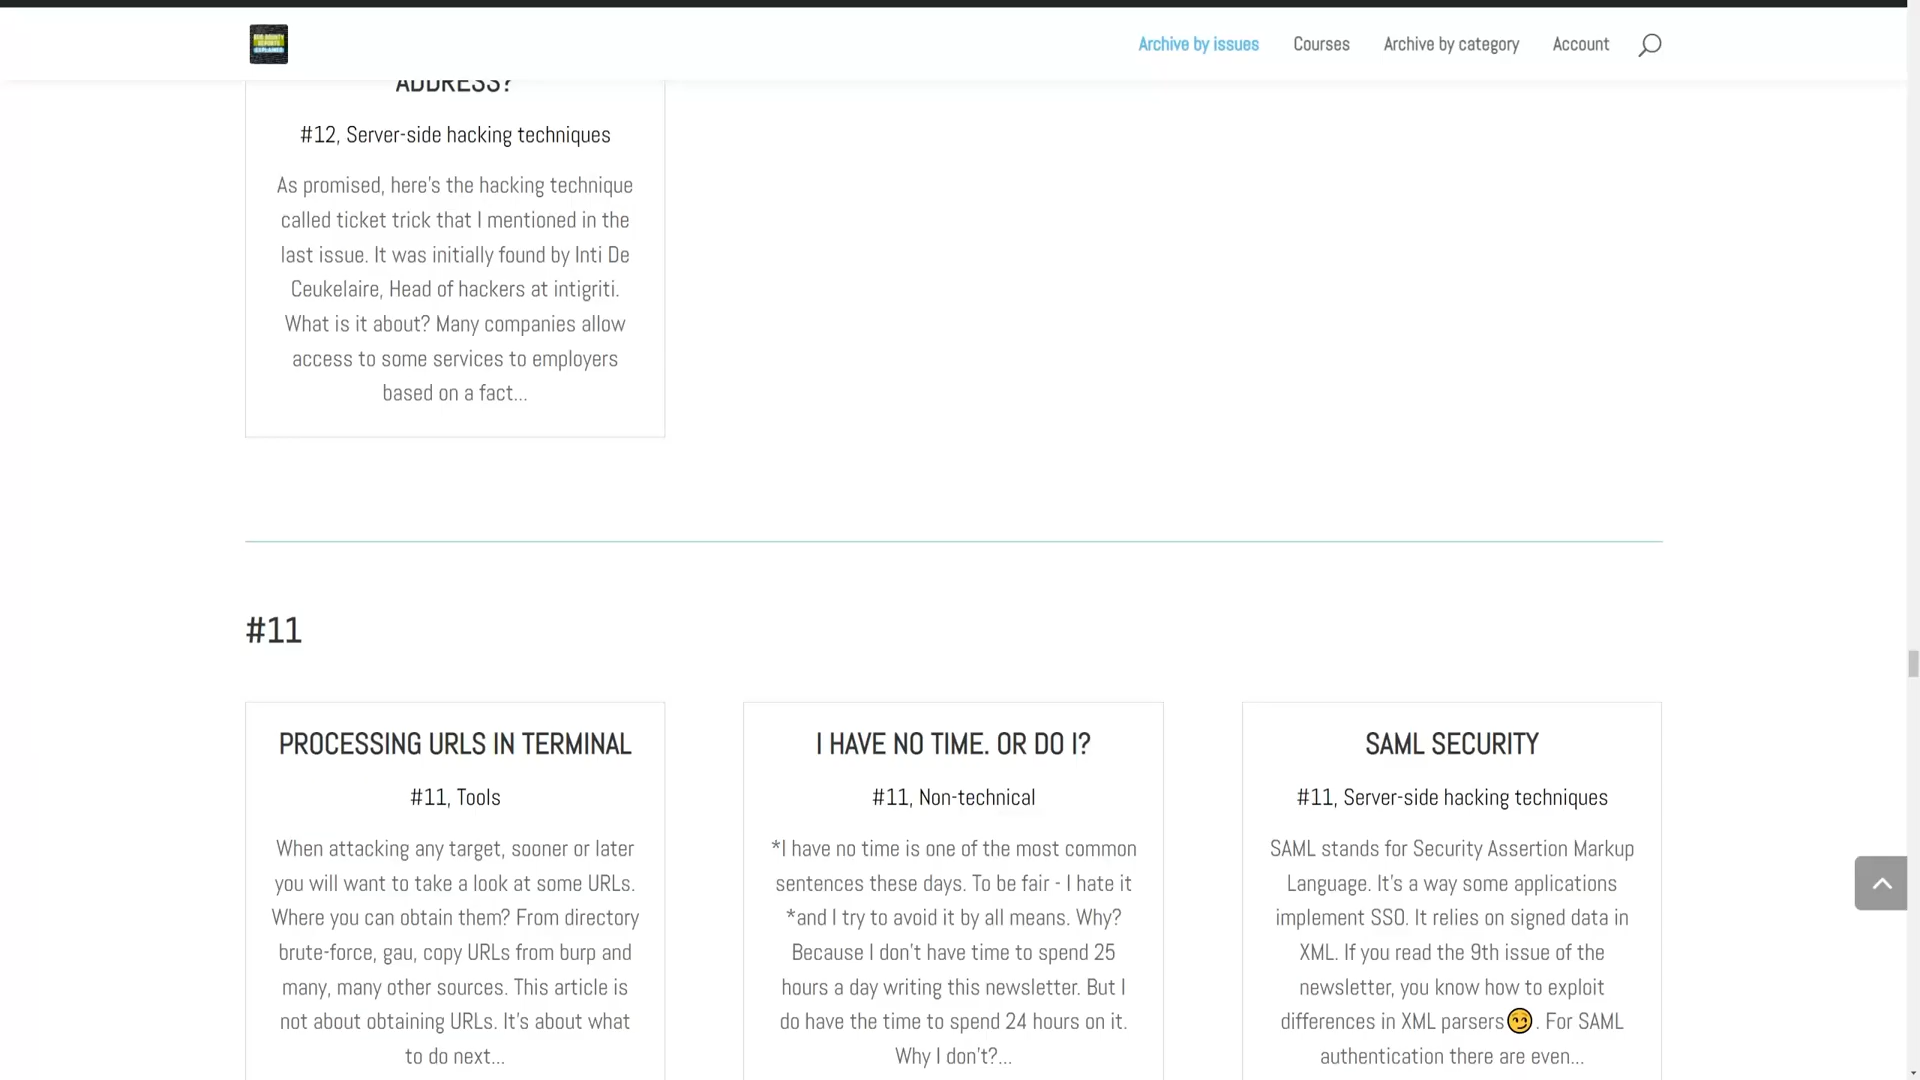 BUG BOUNTY
REPORTS
EXPLAINED
Archive by issues
Courses
Archive by category
Account
ADDRESS?
#12, Server-side hacking techniques
As promised, here's the hacking technique
called ticket trick that I mentioned in the
last issue. It was initially found by Inti De
Ceukelaire, Head of hackers at intigriti.
What is it about? Many companies allow
access to some services to employers
based on a fact...
#11
PROCESSING URLS IN TERMINAL
#11, Tools
When attacking any target, sooner or later
you will want to take a look at some URLs.
Where you can obtain them? From directory
brute-force, gau, copy URLs from burp and
many, many other sources. This article is
not about obtaining URLs. It's about what
to do next...
I HAVE NO TIME. OR DO I?
#11, Non-technical
*I have no time is one of the most common
sentences these days. To be fair - I hate it
*and I try to avoid it by all means. Why?
Because I don't have time to spend 25
hours a day writing this newsletter. But I
do have the time to spend 24 hours on it.
Why I don't?...
SAML SECURITY
#11, Server-side hacking techniques
SAML stands for Security Assertion Markup
Language. It's a way some applications
implement SSO. It relies on signed data in
XML. If you read the 9th issue of the
newsletter, you know how to exploit
differences in XML parsers😏. For SAML
authentication there are even...